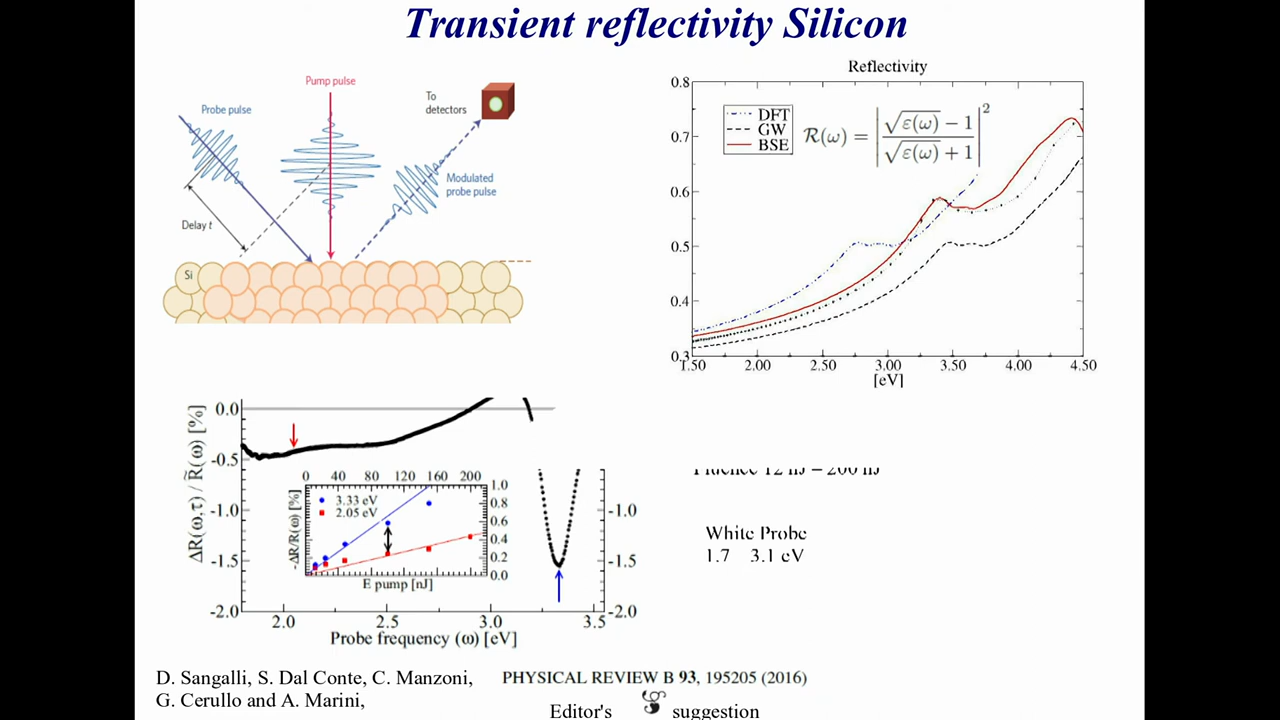 Transient reflectivity Silicon
Pump pulse
Probe pulse
To
detectors
Modulated
probe pulse
Delay t
Si
Reflectivity
0.8
0.7
0.6
0.5
0.4
0.3
DFT
GW
BSE
R(ω) = | √ε(ω) − 1 / √ε(ω) + 1 |²
1.50 2.00 2.50 3.00 3.50 4.00 4.50
[eV]
ΔR(ω,τ) / R̃(ω) [%]
0.0
-0.5
-1.0
-1.5
-2.0
0 40 80 120 160 200
3.33 eV
2.05 eV
-ΔR/R(ω) [%]
1.0
0.8
0.6
0.4
0.2
0.0
E pump [nJ]
-1.0
-1.5
-2.0
2.0 2.5 3.0 3.5
Probe frequency (ω) [eV]
Fluence 12 nJ – 200 nJ
White Probe
1.7 3.1 eV
D. Sangalli, S. Dal Conte, C. Manzoni,
G. Cerullo and A. Marini,
PHYSICAL REVIEW B 93, 195205 (2016)
Editor's suggestion